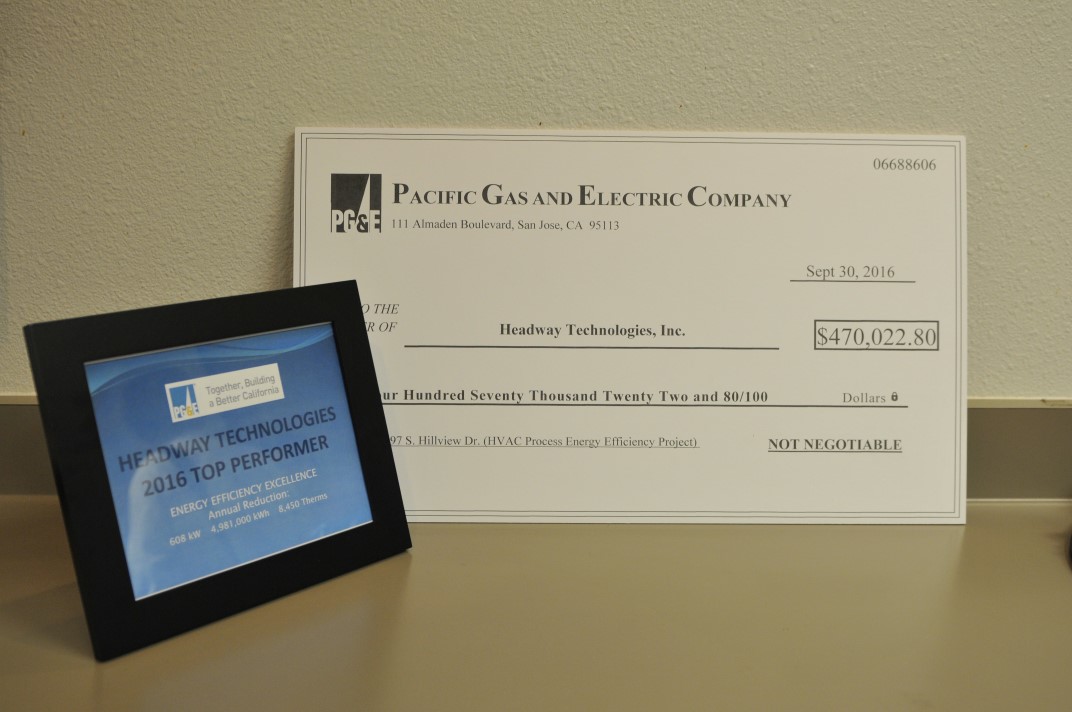 06688606
PG&E
PACIFIC GAS AND ELECTRIC COMPANY
111 Almaden Boulevard, San Jose, CA 95113
Sept 30, 2016
THE
OF
Headway Technologies, Inc.
$470,022.80
Hundred Seventy Thousand Twenty Two and 80/100
Dollars
97 S. Hillview Dr. (HVAC Process Energy Efficiency Project)
NOT NEGOTIABLE
PG&E
Together, Building
a Better California
HEADWAY TECHNOLOGIES
2016 TOP PERFORMER
ENERGY EFFICIENCY EXCELLENCE
Annual Reduction:
608 kW 4,981,000 kWh 8,450 Therms